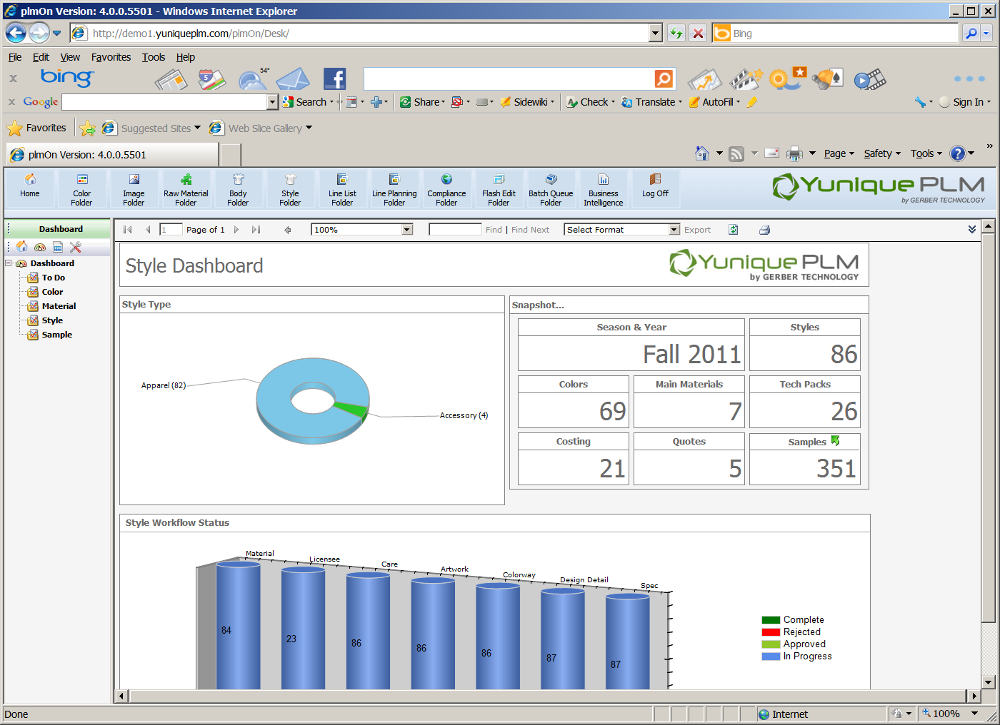 plmOn Version: 4.0.0.5501 - Windows Internet Explorer
http://demo1.yuniqueplm.com/plmOn/Desk/
Bing
File Edit View Favorites Tools Help
bing 5 54°
Google Search Share Sidewiki Check Translate AutoFill Sign In
Favorites Suggested Sites Web Slice Gallery
plmOn Version: 4.0.0.5501 Page Safety Tools
Home
Color Folder
Image Folder
Raw Material Folder
Body Folder
Style Folder
Line List Folder
Line Planning Folder
Compliance Folder
Flash Edit Folder
Batch Queue Folder
Business Intelligence
Log Off
Yunique PLM
by GERBER TECHNOLOGY
Dashboard
1 Page of 1 100% Find | Find Next Select Format Export
Dashboard
To Do
Color
Material
Style
Sample
Style Dashboard
Yunique PLM
by GERBER TECHNOLOGY
Style Type
Apparel (82)
Accessory (4)
Snapshot...
Season & Year
Fall 2011
Styles
86
Colors
69
Main Materials
7
Tech Packs
26
Costing
21
Quotes
5
Samples
351
Style Workflow Status
Material
Licensee
Care
Artwork
Colorway
Design Detail
Spec
84
23
86
86
86
87
87
Complete
Rejected
Approved
In Progress
Done Internet 100%